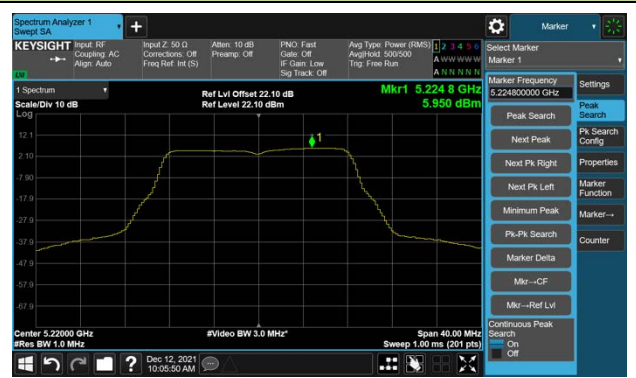 Spectrum Analyzer 1
Swept SA
+
Marker
KEYSIGHT
Input: RF
Coupling: AC
Align: Auto
Input Z: 50 Ω
Corrections: Off
Freq Ref: Int (S)
Atten: 10 dB
Preamp: Off
PNO: Fast
Gate: Off
IF Gain: Low
Sig Track: Off
Avg Type: Power (RMS)
Avg|Hold: 500/500
Trig: Free Run
1 2 3 4 5 6
A W W W W W
A N N N N N
LXI
Select Marker
Marker 1
1 Spectrum
Scale/Div 10 dB
Log
Ref Lvl Offset 22.10 dB
Ref Level 22.10 dBm
Mkr1 5.224 8 GHz
5.950 dBm
12.1
2.10
-7.90
-17.9
-27.9
-37.9
-47.9
-57.9
-67.9
1
Center 5.22000 GHz
#Res BW 1.0 MHz
#Video BW 3.0 MHz*
Span 40.00 MHz
Sweep 1.00 ms (201 pts)
Marker Frequency
5.224800000 GHz
Peak Search
Next Peak
Next Pk Right
Next Pk Left
Minimum Peak
Pk-Pk Search
Marker Delta
Mkr→CF
Mkr→Ref Lvl
Continuous Peak
Search
On
Off
Settings
Peak
Search
Pk Search
Config
Properties
Marker
Function
Marker→
Counter
?
Dec 12, 2021
10:05:50 AM